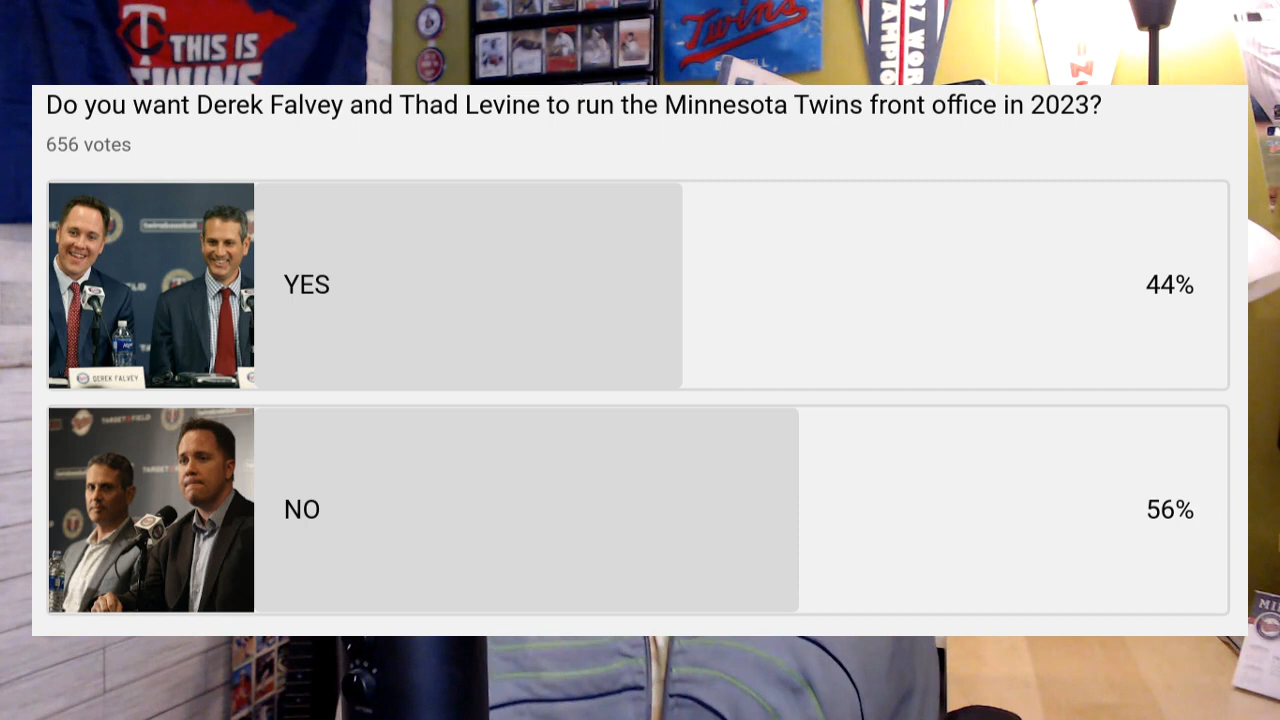 THIS IS
TWINS
Twins
Do you want Derek Falvey and Thad Levine to run the Minnesota Twins front office in 2023?
656 votes
YES
44%
DEREK FALVEY
NO
56%